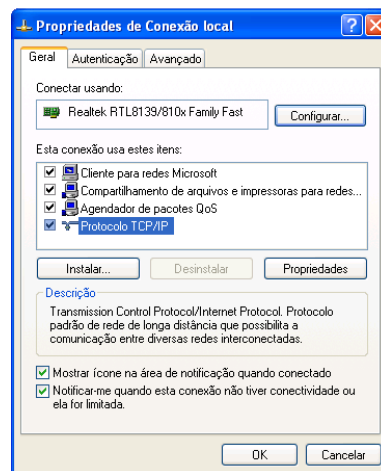 Propriedades de Conexão local
Geral Autenticação Avançado
Conectar usando:
Realtek RTL8139/810x Family Fast Configurar...
Esta conexão usa estes itens:
Cliente para redes Microsoft
Compartilhamento de arquivos e impressoras para redes...
Agendador de pacotes QoS
Protocolo TCP/IP
Instalar... Desinstalar Propriedades
Descrição
Transmission Control Protocol/Internet Protocol. Protocolo
padrão de rede de longa distância que possibilita a
comunicação entre diversas redes interconectadas.
Mostrar ícone na área de notificação quando conectado
Notificar-me quando esta conexão não tiver conectividade ou
ela for limitada.
OK Cancelar